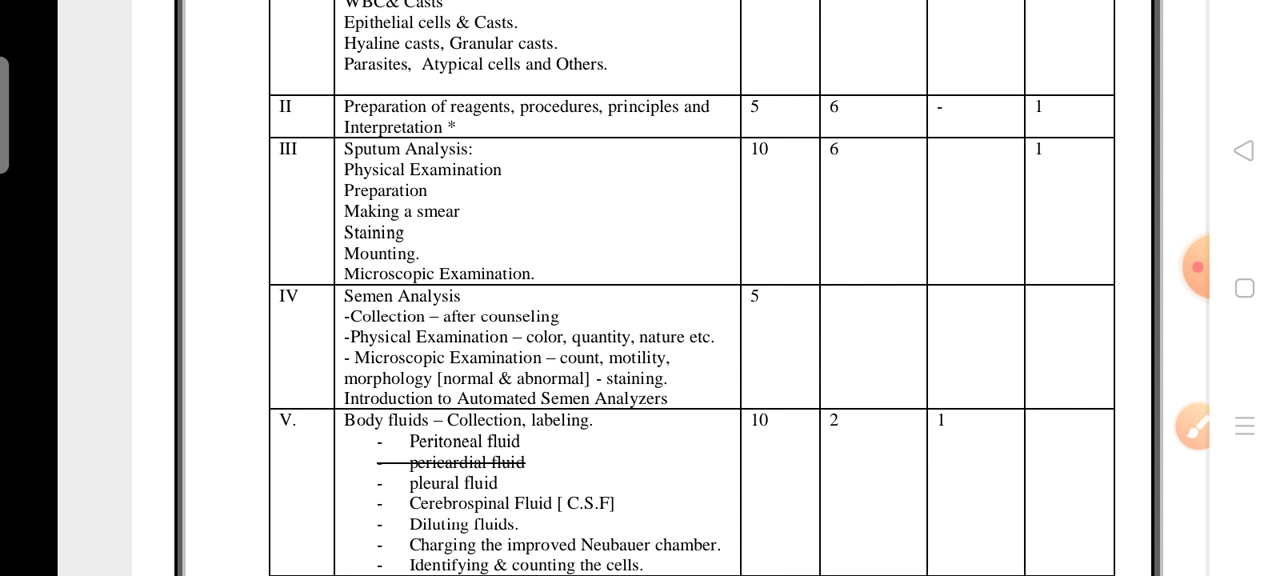 WBC& Casts
Epithelial cells & Casts.
Hyaline casts, Granular casts.
Parasites, Atypical cells and Others.
II Preparation of reagents, procedures, principles and 5 6 - 1
Interpretation *
III Sputum Analysis: 10 6 1
Physical Examination
Preparation
Making a smear
Staining
Mounting.
Microscopic Examination.
IV Semen Analysis 5
-Collection – after counseling
-Physical Examination – color, quantity, nature etc.
- Microscopic Examination – count, motility,
morphology [normal & abnormal] - staining.
Introduction to Automated Semen Analyzers
V. Body fluids – Collection, labeling. 10 2 1
- Peritoneal fluid
- pericardial fluid
- pleural fluid
- Cerebrospinal Fluid [ C.S.F]
- Diluting fluids.
- Charging the improved Neubauer chamber.
- Identifying & counting the cells.